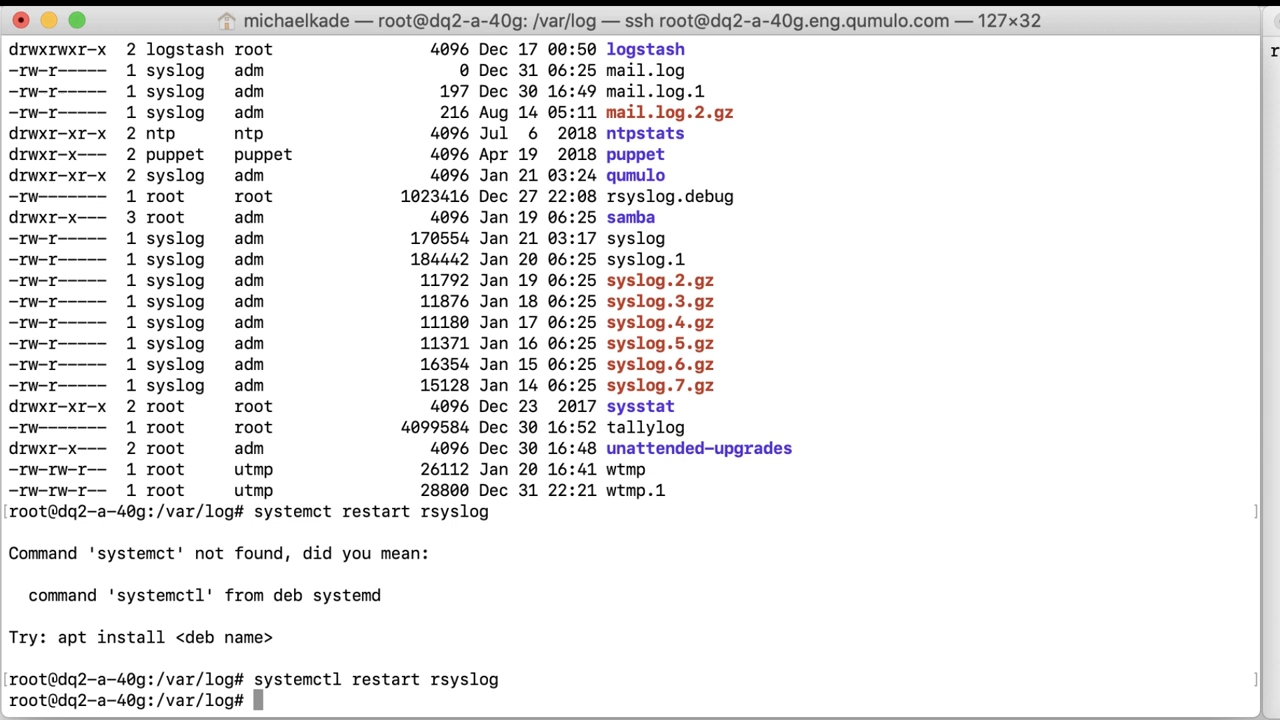 michaelkade — root@dq2-a-40g: /var/log — ssh root@dq2-a-40g.eng.qumulo.com — 127×32
drwxrwxr-x  2 logstash root             4096 Dec 17 00:50 logstash
-rw-r-----  1 syslog   adm                 0 Dec 31 06:25 mail.log
-rw-r-----  1 syslog   adm               197 Dec 30 16:49 mail.log.1
-rw-r-----  1 syslog   adm               216 Aug 14 05:11 mail.log.2.gz
drwxr-xr-x  2 ntp      ntp              4096 Jul  6  2018 ntpstats
drwxr-x---  2 puppet   puppet           4096 Apr 19  2018 puppet
drwxr-xr-x  2 syslog   adm              4096 Jan 21 03:24 qumulo
-rw-------  1 root     root          1023416 Dec 27 22:08 rsyslog.debug
drwxr-x---  3 root     adm              4096 Jan 19 06:25 samba
-rw-r-----  1 syslog   adm            170554 Jan 21 03:17 syslog
-rw-r-----  1 syslog   adm            184442 Jan 20 06:25 syslog.1
-rw-r-----  1 syslog   adm             11792 Jan 19 06:25 syslog.2.gz
-rw-r-----  1 syslog   adm             11876 Jan 18 06:25 syslog.3.gz
-rw-r-----  1 syslog   adm             11180 Jan 17 06:25 syslog.4.gz
-rw-r-----  1 syslog   adm             11371 Jan 16 06:25 syslog.5.gz
-rw-r-----  1 syslog   adm             16354 Jan 15 06:25 syslog.6.gz
-rw-r-----  1 syslog   adm             15128 Jan 14 06:25 syslog.7.gz
drwxr-xr-x  2 root     root             4096 Dec 23  2017 sysstat
-rw-------  1 root     root          4099584 Dec 30 16:52 tallylog
drwxr-x---  2 root     adm              4096 Dec 30 16:48 unattended-upgrades
-rw-rw-r--  1 root     utmp            26112 Jan 20 16:41 wtmp
-rw-rw-r--  1 root     utmp            28800 Dec 31 22:21 wtmp.1
[root@dq2-a-40g:/var/log# systemct restart rsyslog ]
Command 'systemct' not found, did you mean:
command 'systemctl' from deb systemd
Try: apt install <deb name>
[root@dq2-a-40g:/var/log# systemctl restart rsyslog ]
root@dq2-a-40g:/var/log#